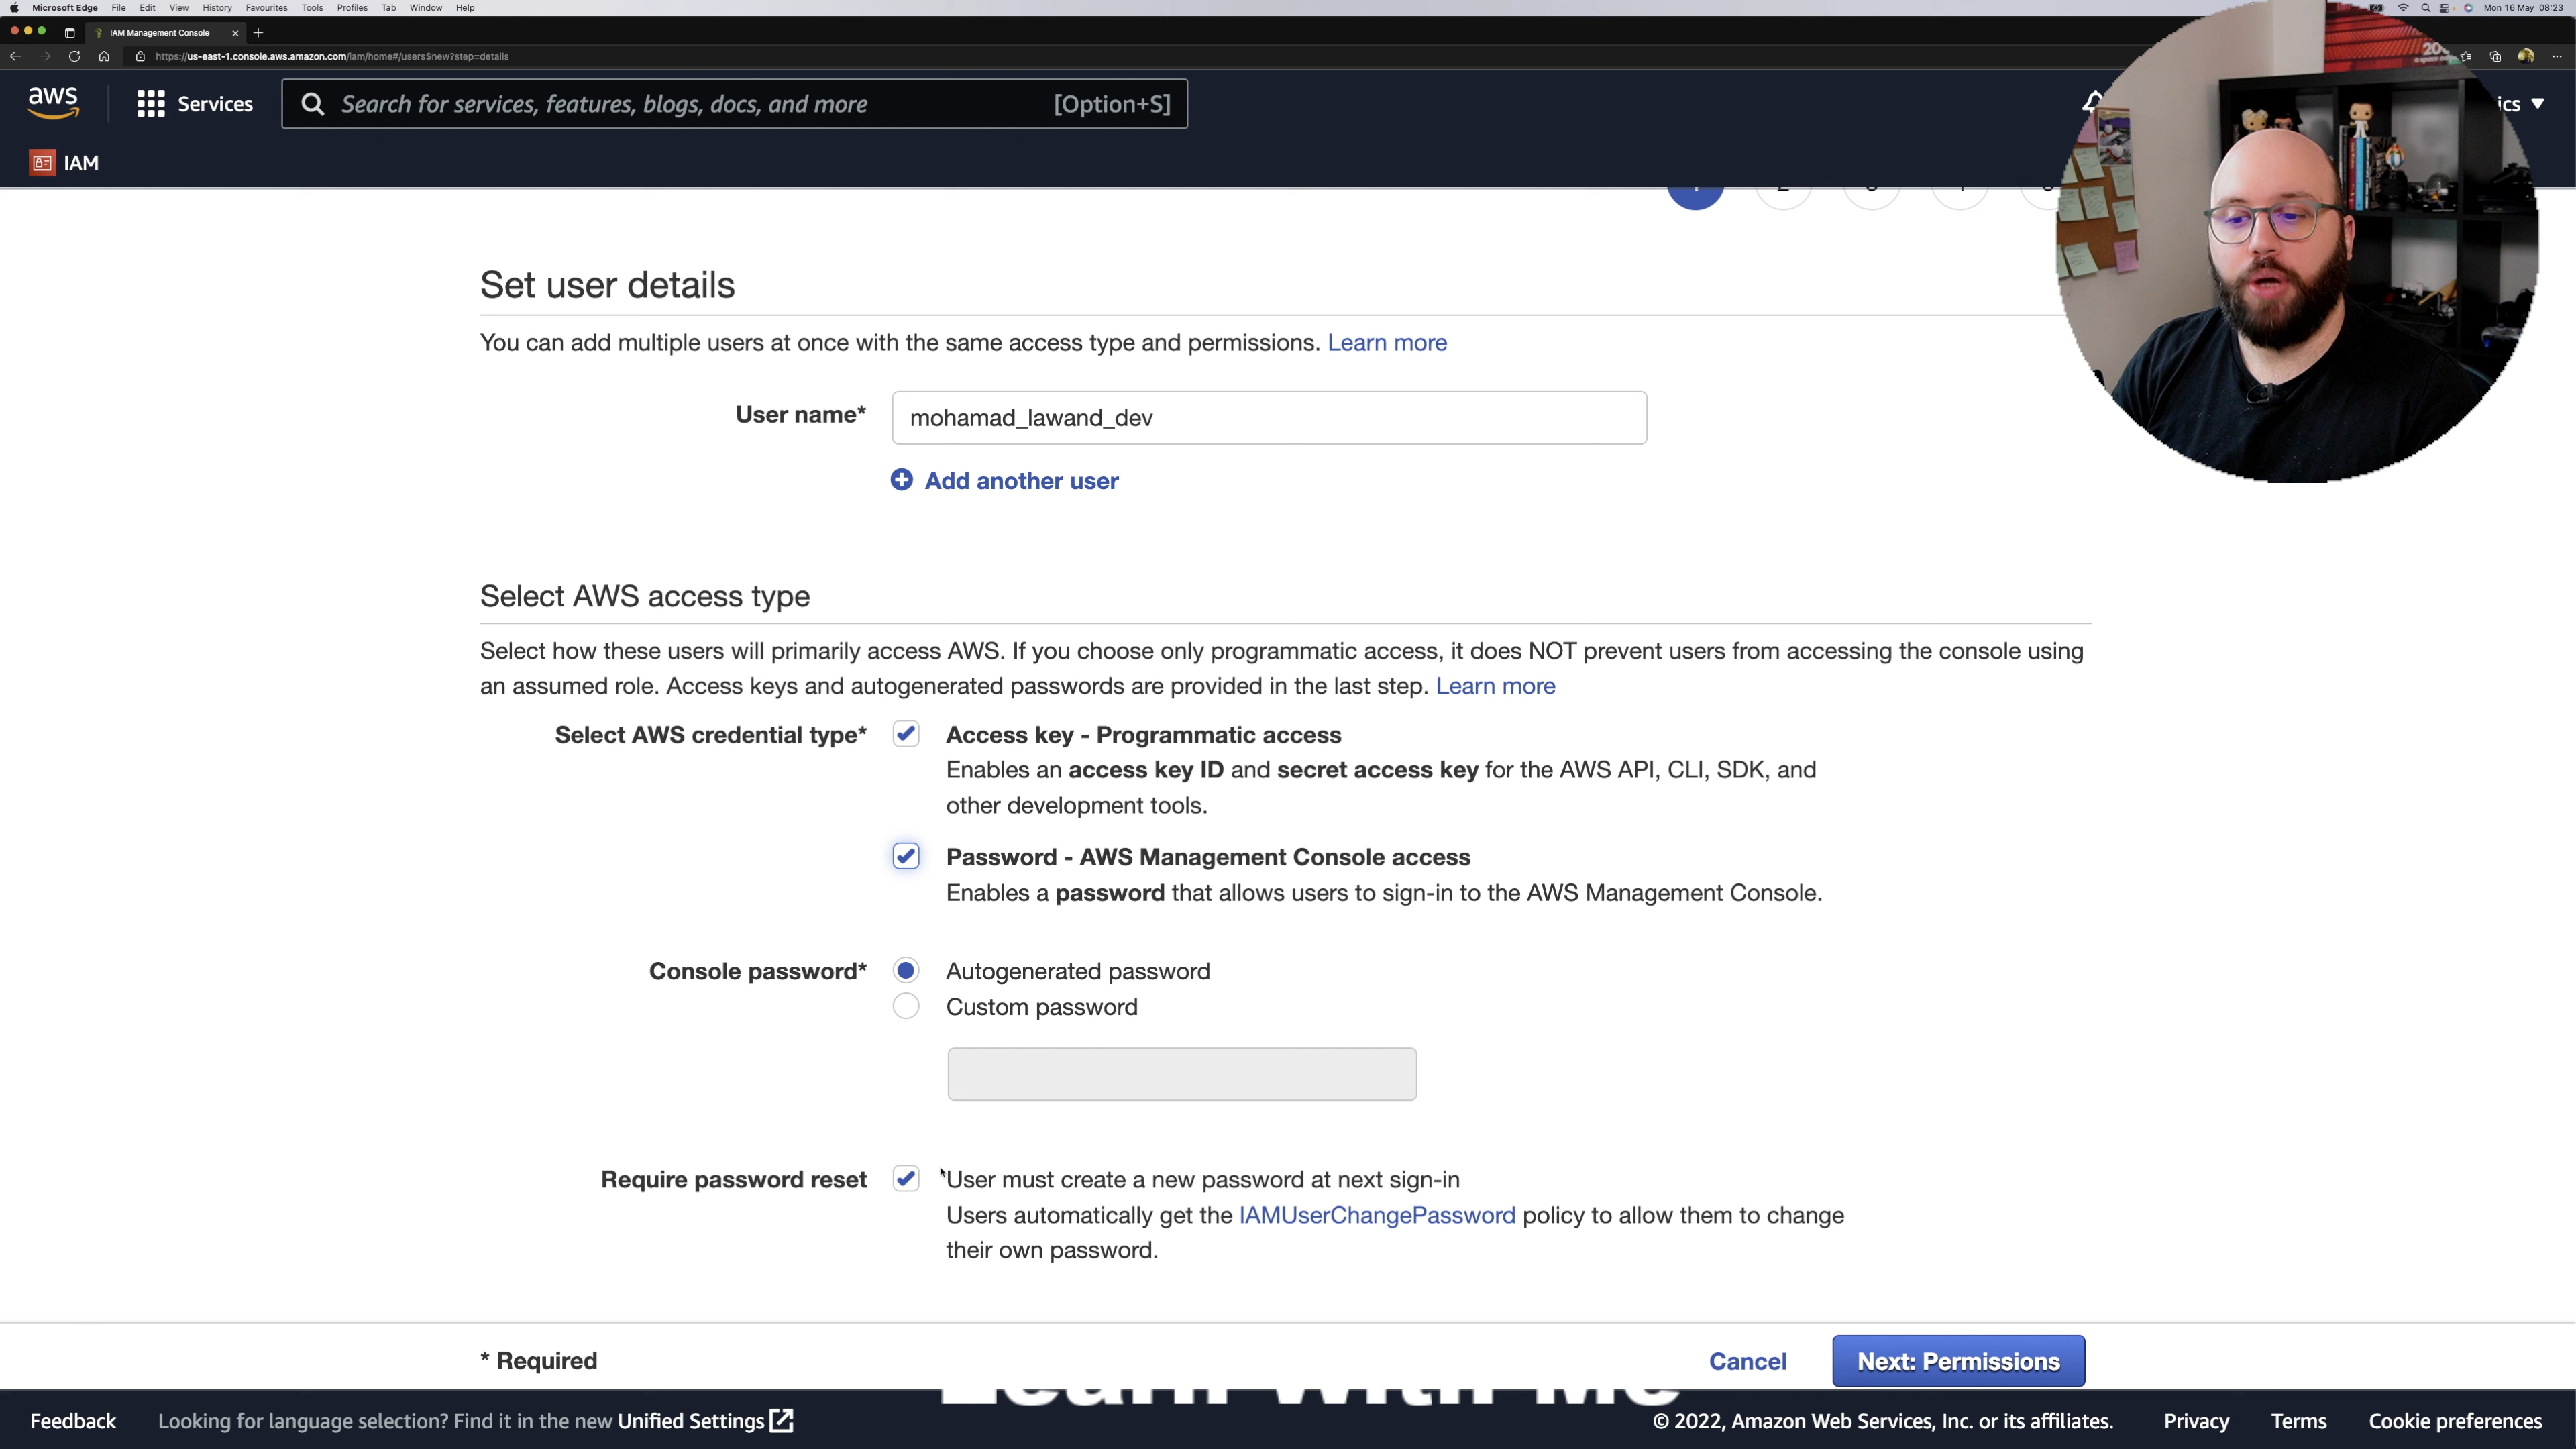 Microsoft Edge File Edit View History Favourites Tools Profiles Tab Window Help
Mon 16 May 08:23
IAM Management Console
https://us-east-1.console.aws.amazon.com/iam/home#/users$new?step=details
aws
Services
Search for services, features, blogs, docs, and more
[Option+S]
ics
IAM
Set user details
You can add multiple users at once with the same access type and permissions. Learn more
User name*
mohamad_lawand_dev
Add another user
Select AWS access type
Select how these users will primarily access AWS. If you choose only programmatic access, it does NOT prevent users from accessing the console using
an assumed role. Access keys and autogenerated passwords are provided in the last step. Learn more
Select AWS credential type*
Access key - Programmatic access
Enables an access key ID and secret access key for the AWS API, CLI, SDK, and
other development tools.
Password - AWS Management Console access
Enables a password that allows users to sign-in to the AWS Management Console.
Console password*
Autogenerated password
Custom password
Require password reset
User must create a new password at next sign-in
Users automatically get the IAMUserChangePassword policy to allow them to change
their own password.
* Required
Cancel
Next: Permissions
Learn with Me
Feedback
Looking for language selection? Find it in the new Unified Settings
© 2022, Amazon Web Services, Inc. or its affiliates.
Privacy
Terms
Cookie preferences